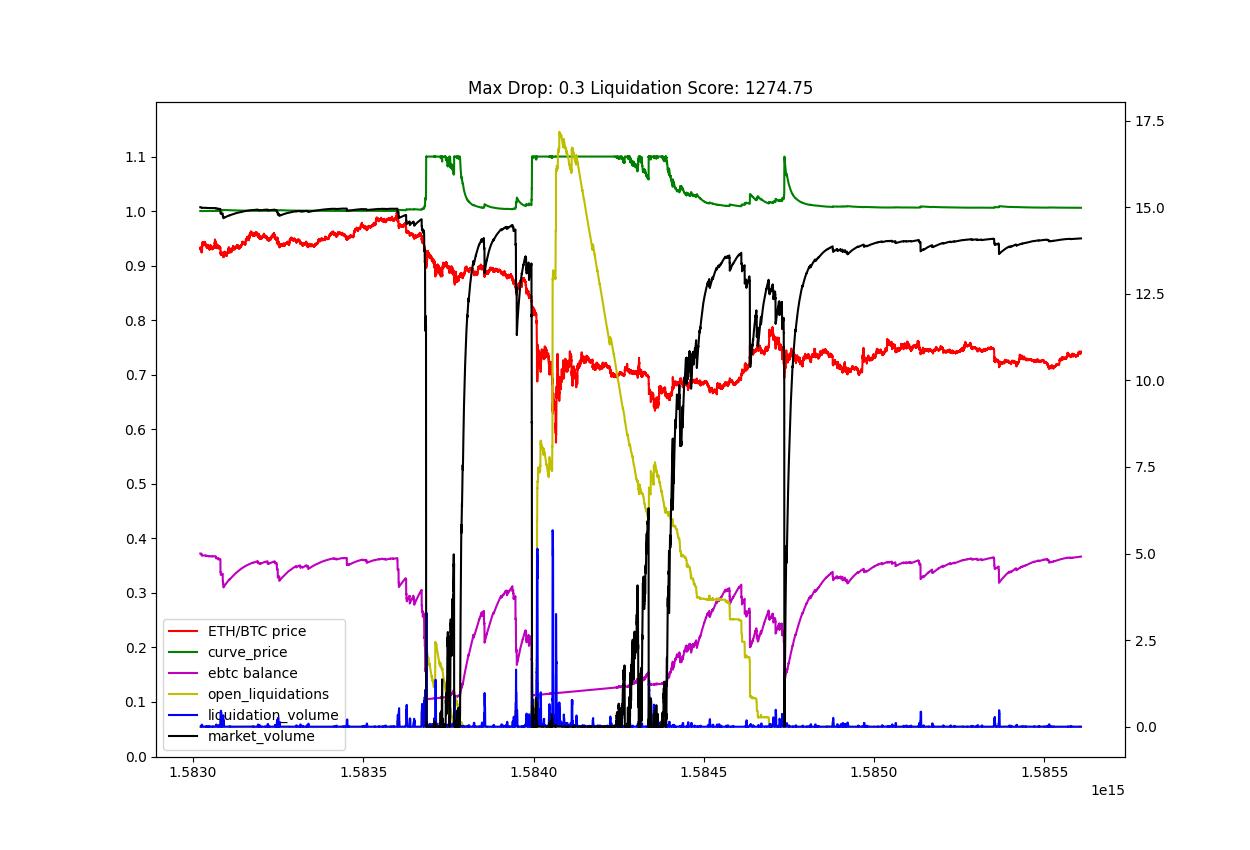 Max Drop: 0.3 Liquidation Score: 1274.75
1.1
1.0
0.9
0.8
0.7
0.6
0.5
0.4
0.3
0.2
0.1
0.0
17.5
15.0
12.5
10.0
7.5
5.0
2.5
0.0
ETH/BTC price
curve_price
ebtc balance
open_liquidations
liquidation_volume
market_volume
1.5830 1.5835 1.5840 1.5845 1.5850 1.5855
1e15